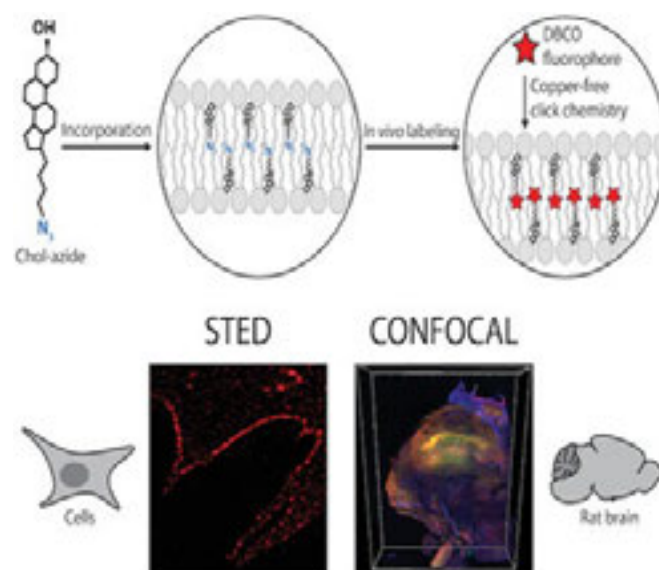 OH
DBCO
fluorophore
Copper-free
click chemistry
Incorporation
In vivo labeling
N₃
Chol-azide
STED
CONFOCAL
Cells
Rat brain